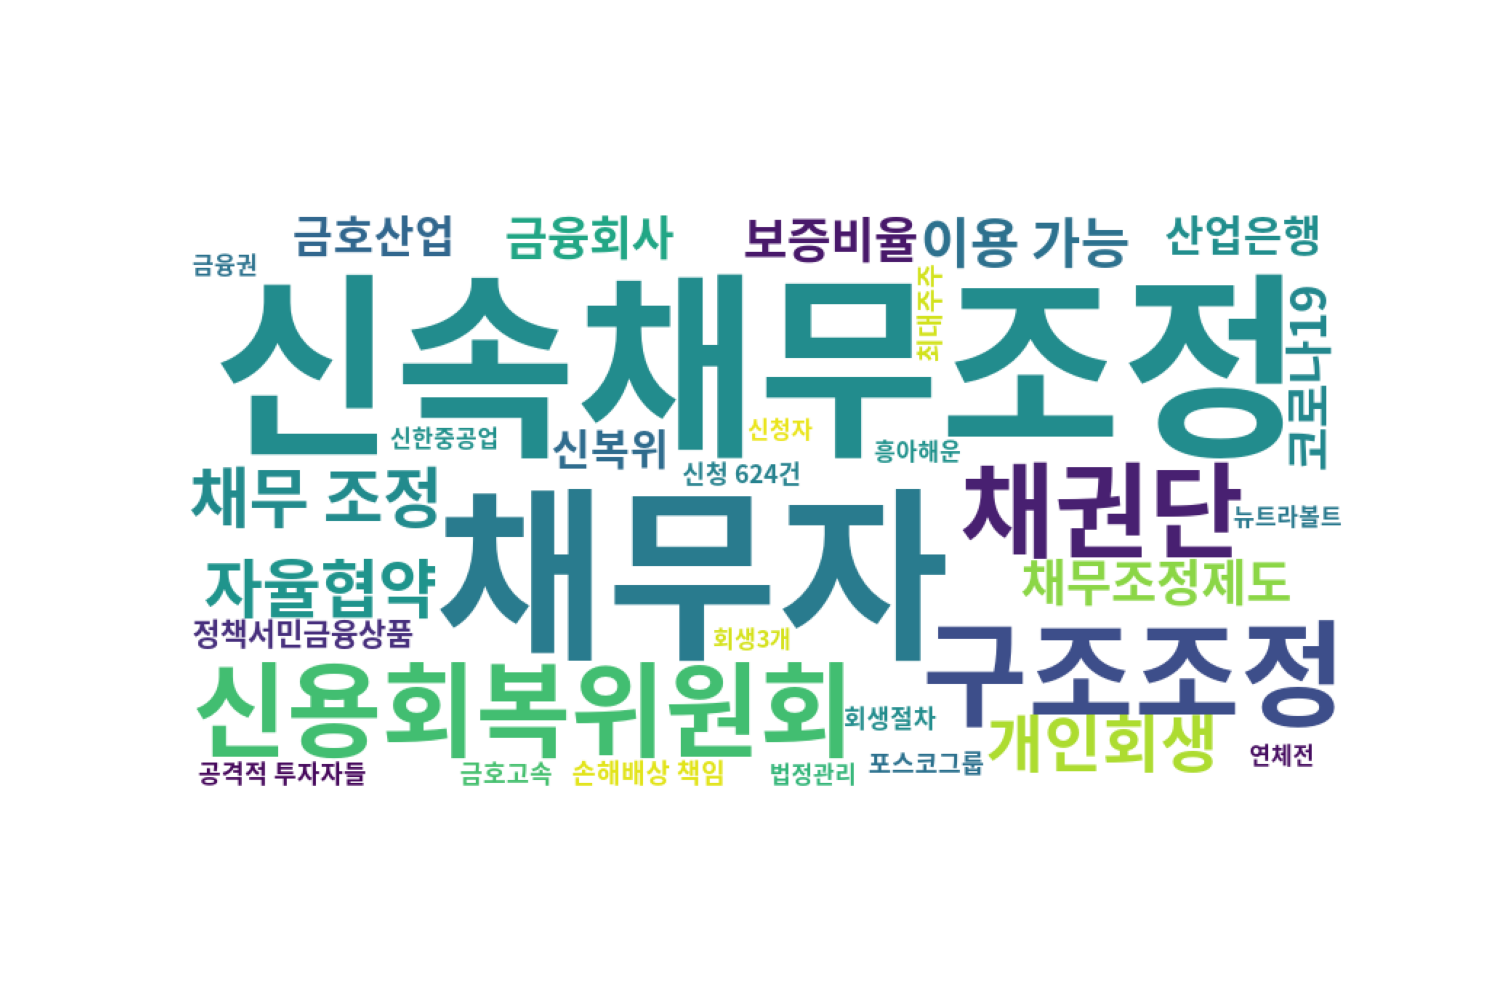 금호산업
금융회사
보증비율
이용 가능
산업은행
금융권
신속채무조정
최대주주
코로나19
신한중공업
신복위
신청자
흥아해운
신청 624건
채무 조정
채무자
채권단
뉴트라볼트
자율협약
채무조정제도
정책서민금융상품
회생3개
구조조정
신용회복위원회
회생절차
개인회생
연체전
공격적 투자자들
금호고속
손해배상 책임
법정관리
포스코그룹